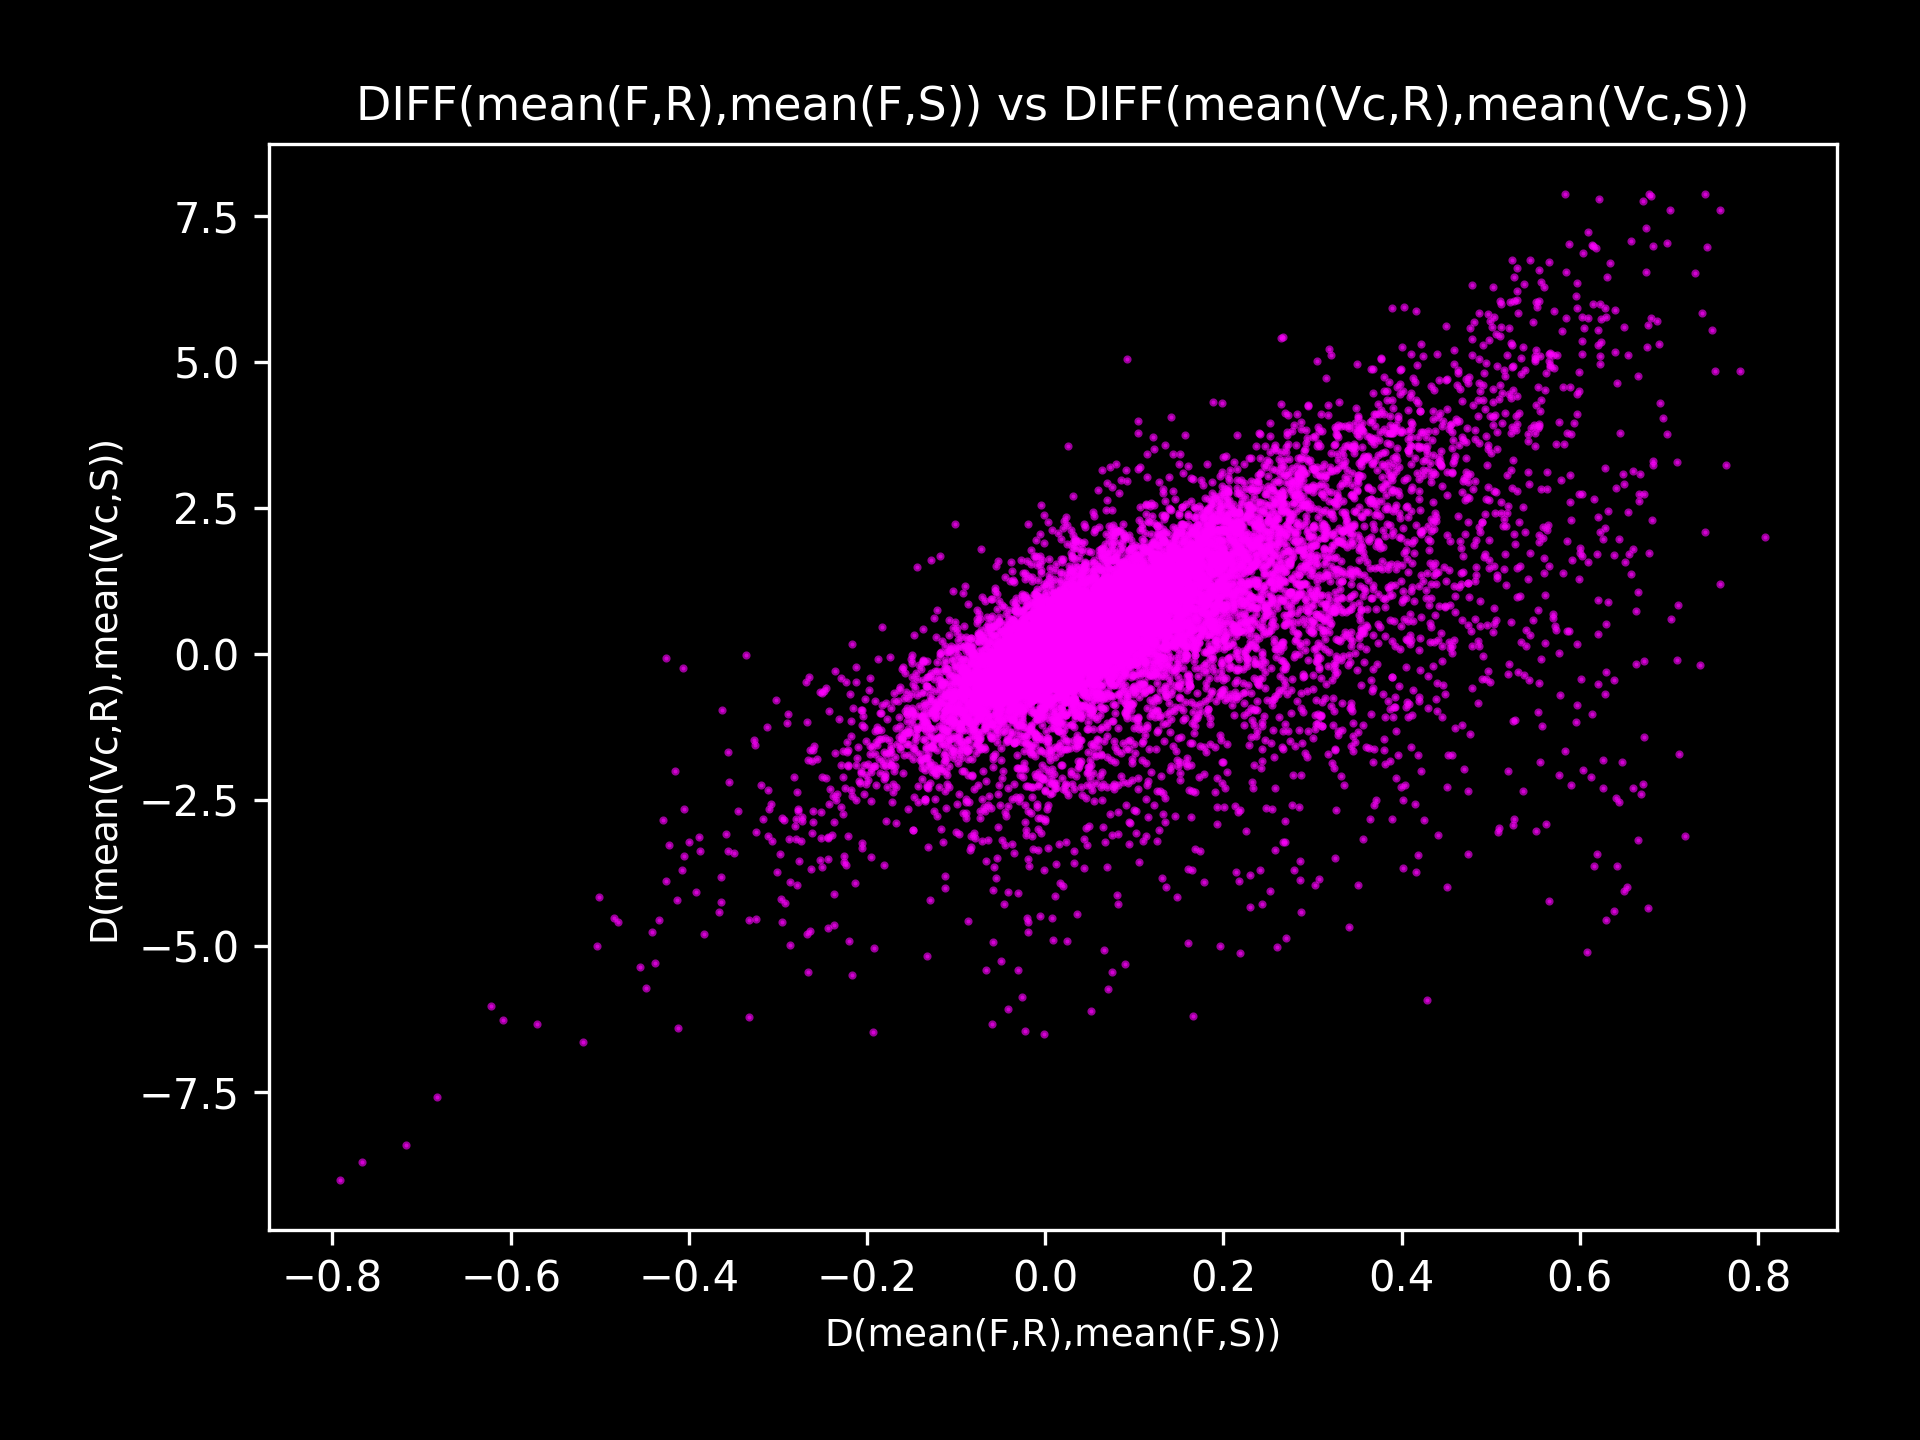 DIFF(mean(F,R),mean(F,S)) vs DIFF(mean(Vc,R),mean(Vc,S))
7.5
5.0
2.5
0.0
−2.5
−5.0
−7.5
D(mean(Vc,R),mean(Vc,S))
−0.8 −0.6 −0.4 −0.2 0.0 0.2 0.4 0.6 0.8
D(mean(F,R),mean(F,S))